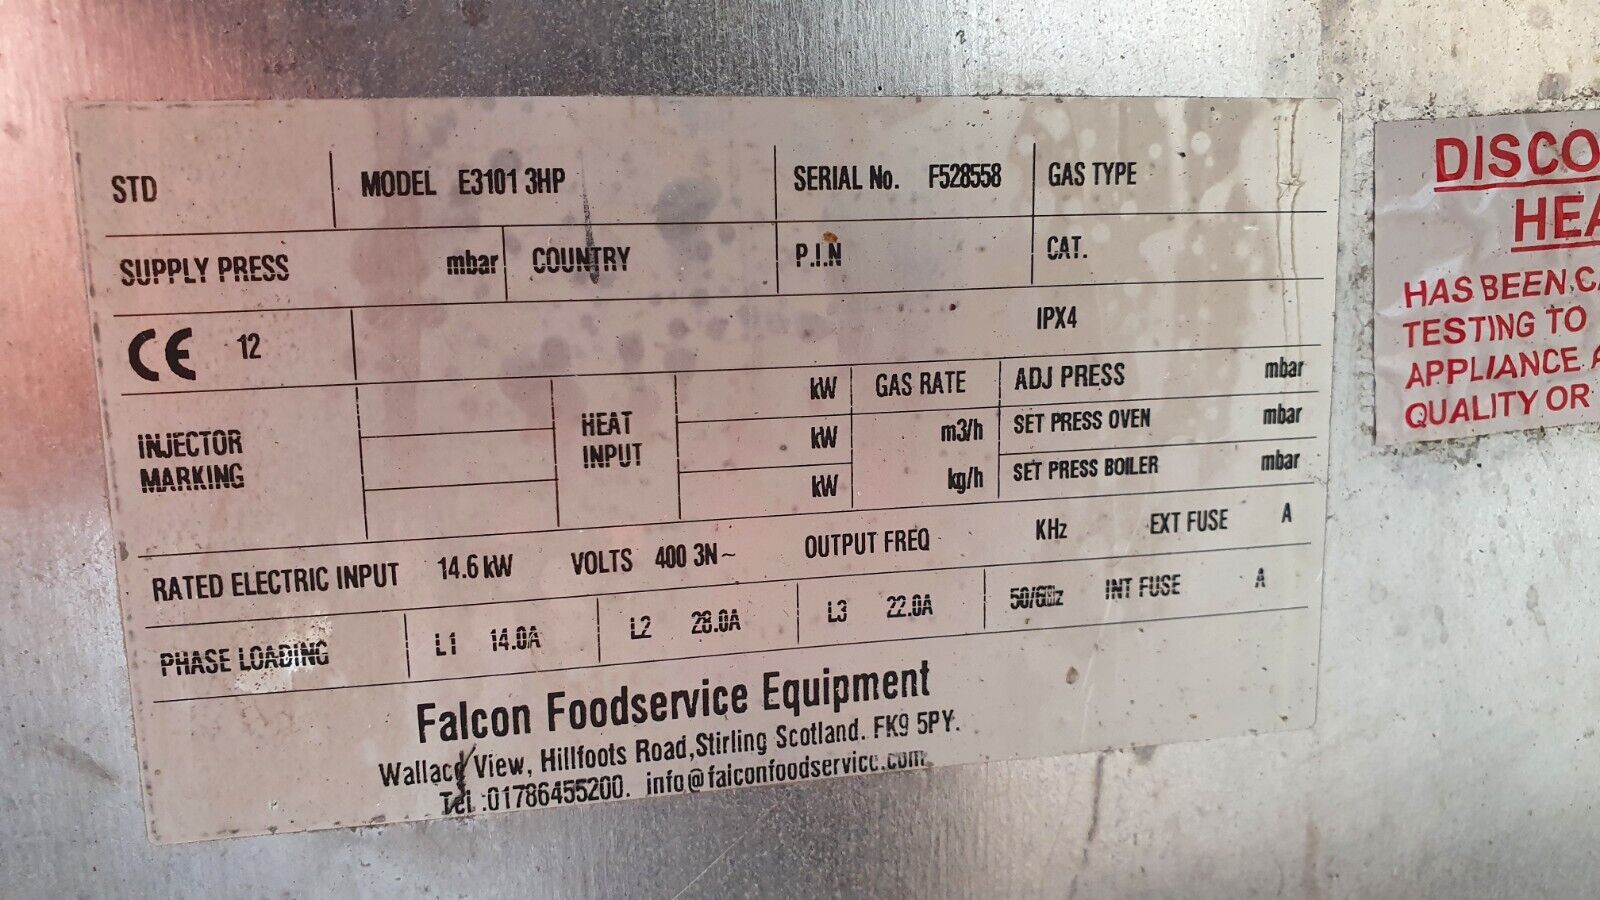 STD MODEL E3101 3HP SERIAL No. F528558 GAS TYPE
SUPPLY PRESS mbar COUNTRY P.I.N CAT.
CE 12 IPX4
INJECTOR MARKING HEAT INPUT kW kW kW GAS RATE m3/h kg/h
ADJ PRESS mbar
SET PRESS OVEN mbar
SET PRESS BOILER mbar
RATED ELECTRIC INPUT 14.6 kW VOLTS 400 3N~ OUTPUT FREQ KHz EXT FUSE A
PHASE LOADING L1 14.0A L2 28.0A L3 22.0A 50/60Hz INT FUSE A
Falcon Foodservice Equipment
Wallace View, Hillfoots Road,Stirling Scotland. FK9 5PY.
Tel :01786455200. info@falconfoodservice.com
HAS BEEN
TESTING TO
APPLIANCE.
QUALITY OR